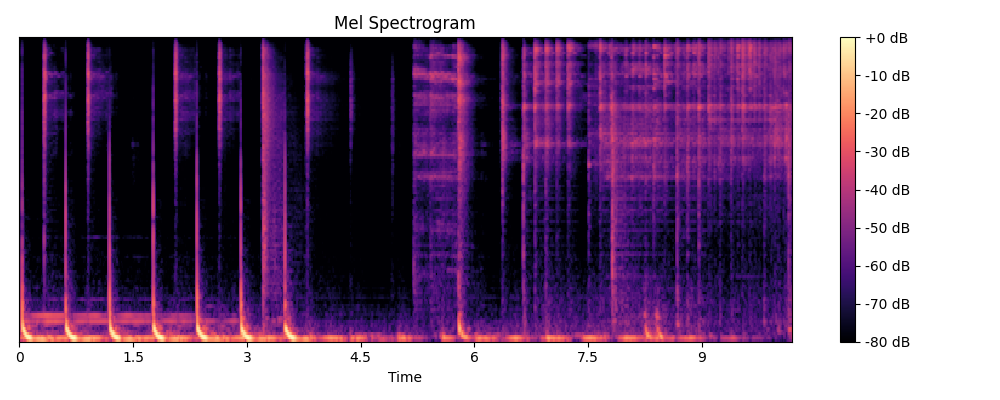 Mel Spectrogram
+0 dB
-10 dB
-20 dB
-30 dB
-40 dB
-50 dB
-60 dB
-70 dB
-80 dB
0 1.5 3 4.5 6 7.5 9
Time